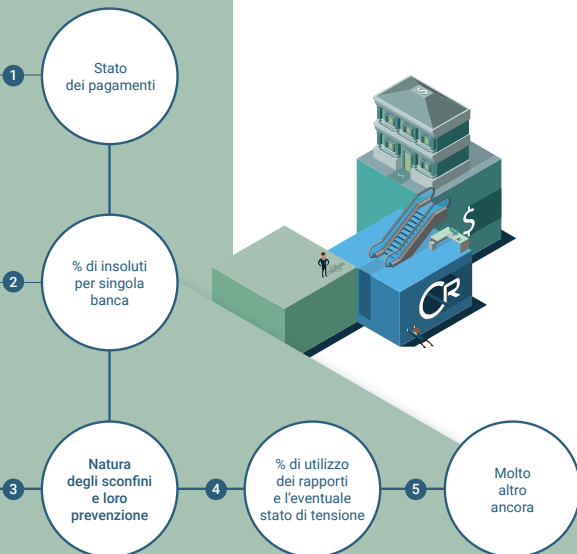 1
Stato
dei pagamenti
2
% di insoluti
per singola
banca
3
Natura
degli sconfini
e loro
prevenzione
4
% di utilizzo
dei rapporti
e l'eventuale
stato di tensione
5
Molto
altro
ancora
$
$
CR